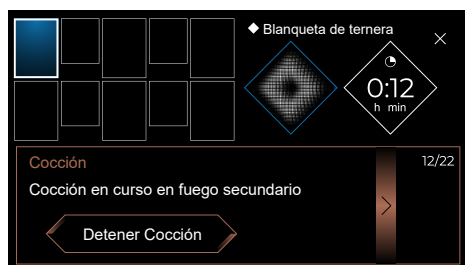 Blanqueta de ternera
0:12
h min
Cocción
12/22
Cocción en curso en fuego secundario
Detener Cocción